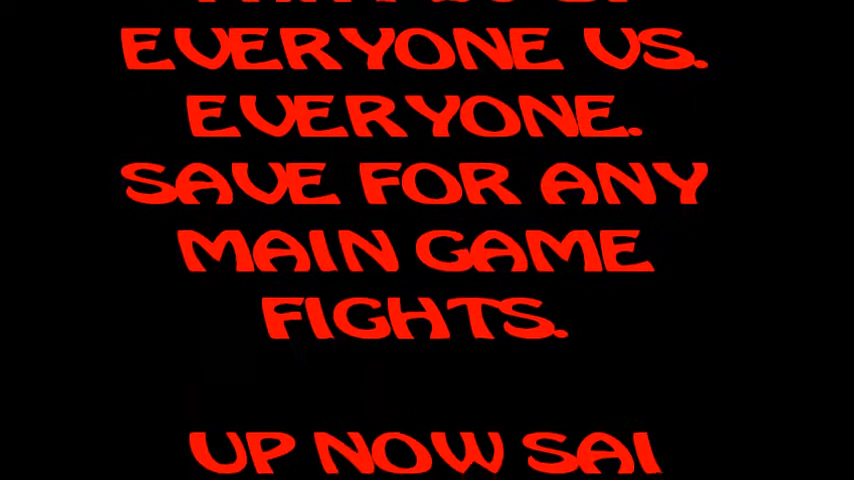 EVERYONE VS.
EVERYONE.
SAVE FOR ANY
MAIN GAME
FIGHTS.
UP NOW SAI